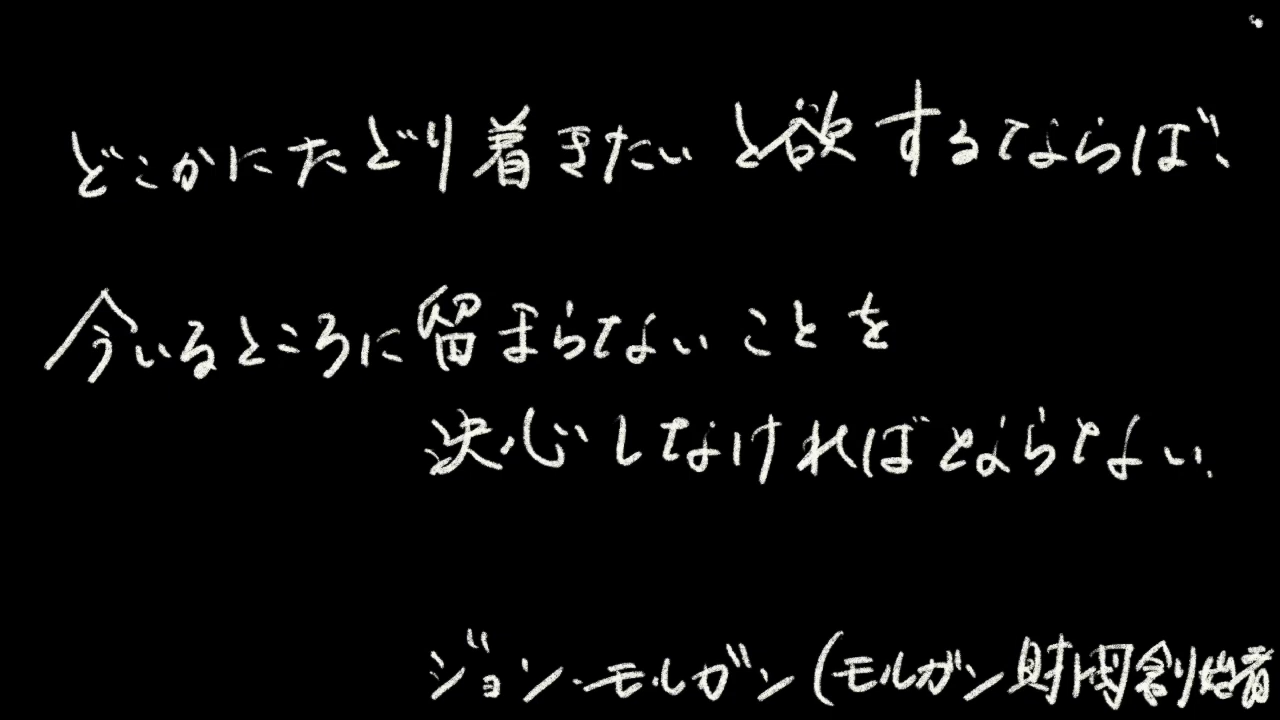 どこかにたどり着きたいと欲するならば、
今いるところに留まらないことを
決心しなければならない.
ジョン・モルガン(モルガン財閥創始者